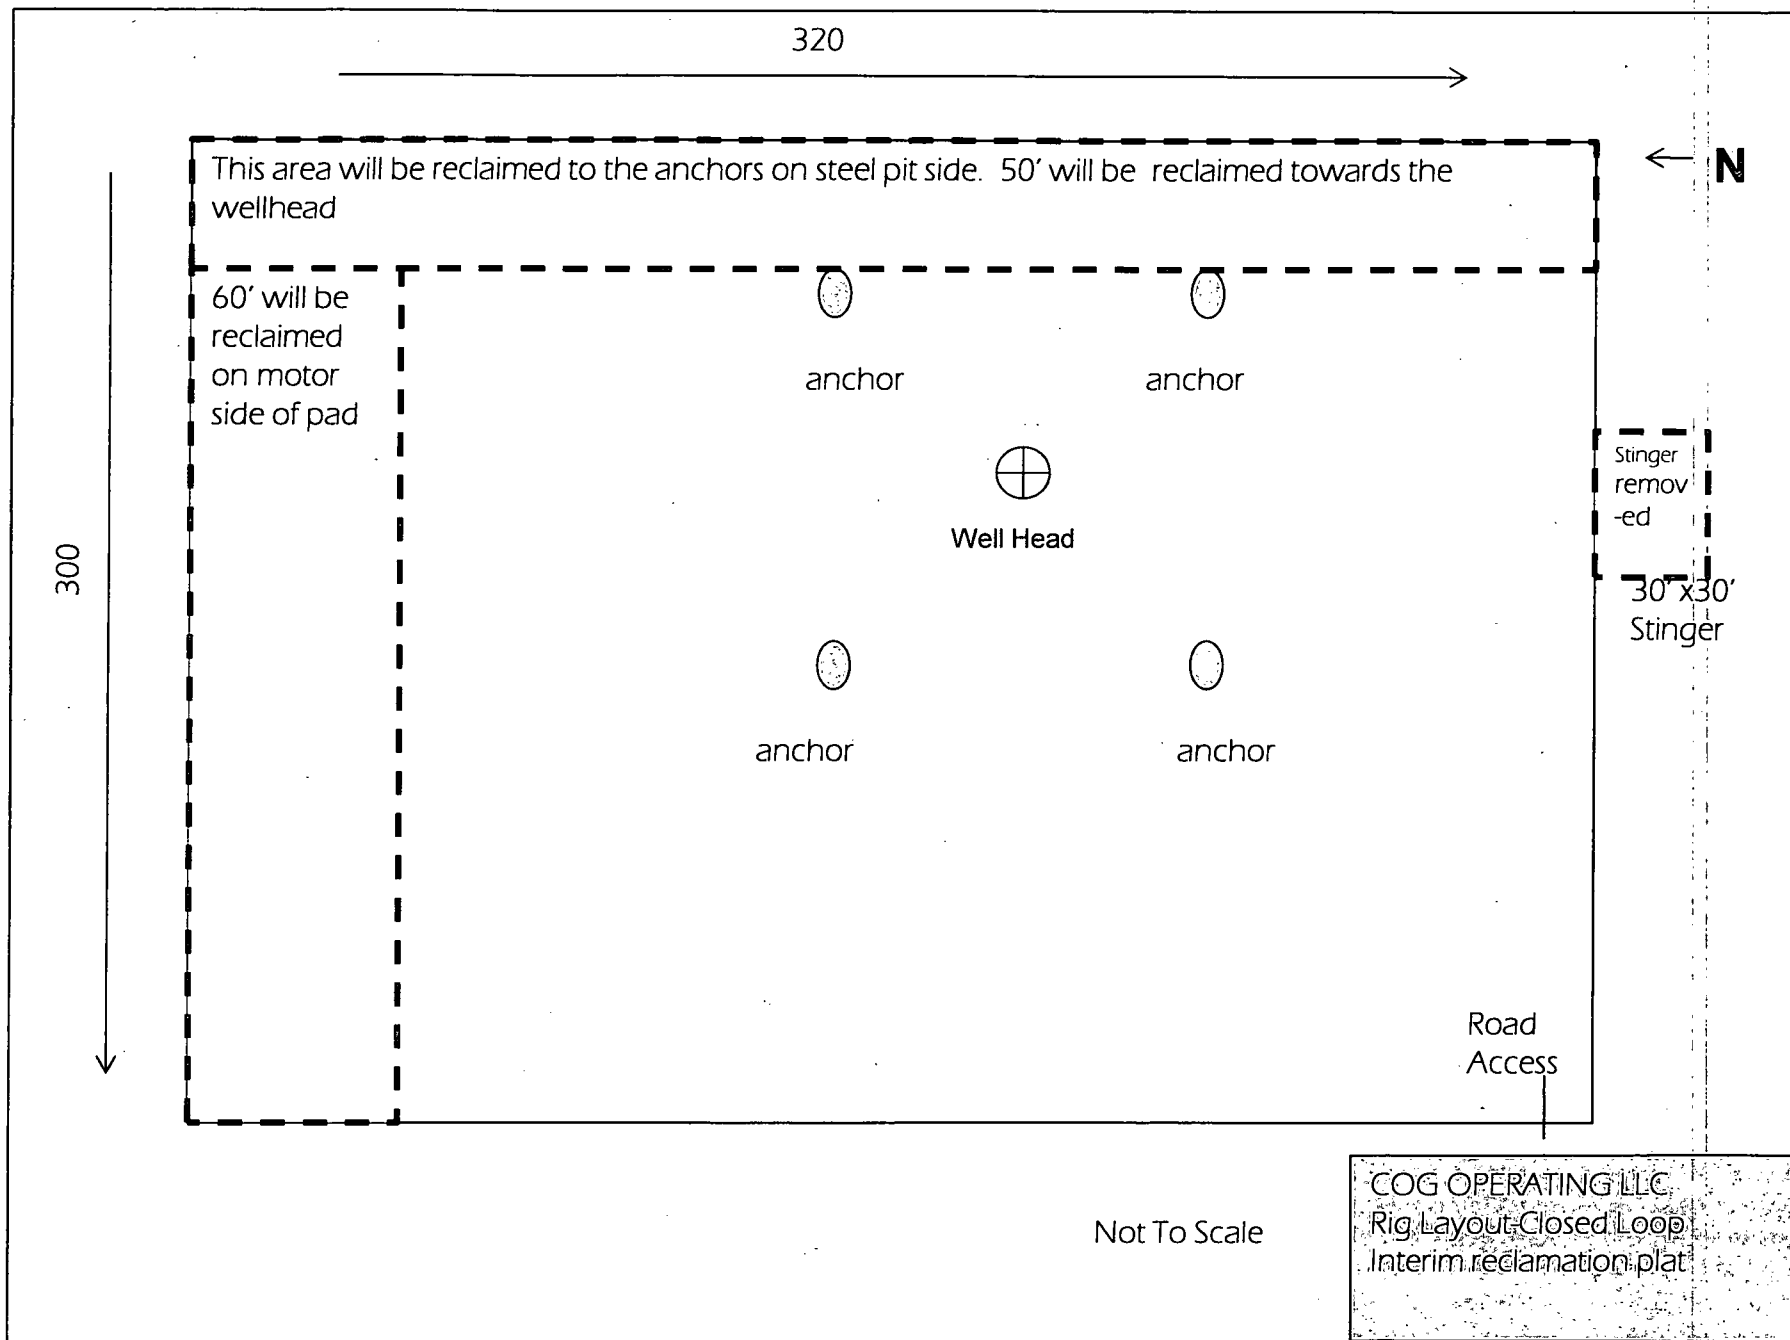 320
This area will be reclaimed to the anchors on steel pit side. 50' will be reclaimed towards the
wellhead
N
60' will be
reclaimed
on motor
side of pad
anchor
anchor
Stinger
remov
-ed
Well Head
300
30' x30'
Stinger
anchor
anchor
Road
Access
Not To Scale
COG OPERATING LLC
Rig Layout-Closed Loop
Interim reclamation plat